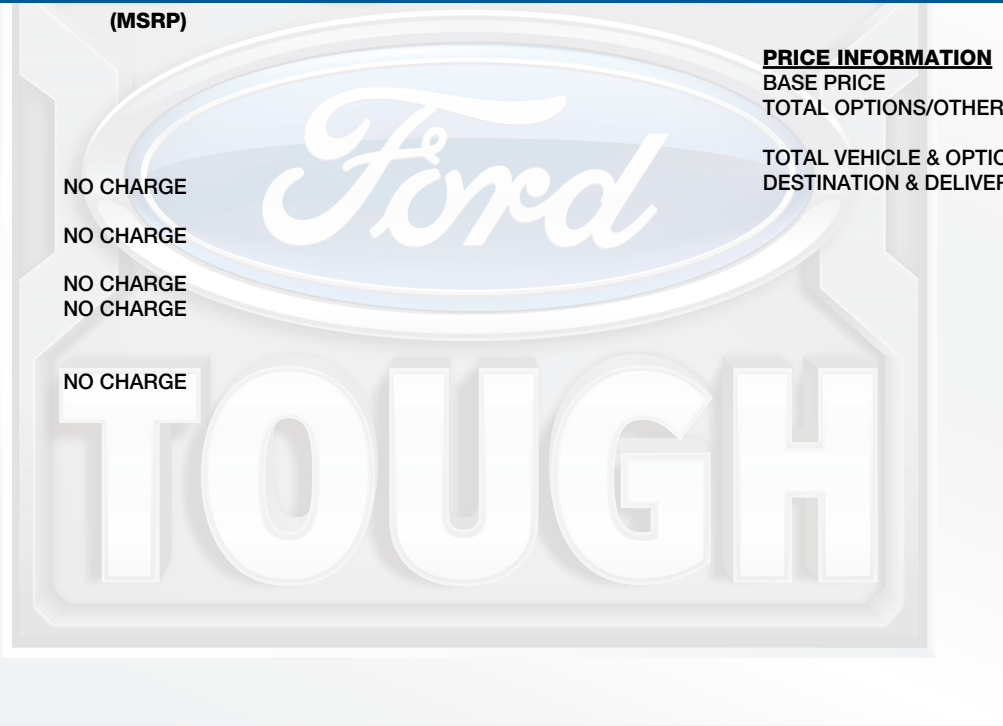 (MSRP)
NO CHARGE
NO CHARGE
NO CHARGE
NO CHARGE
NO CHARGE
PRICE INFORMATION
BASE PRICE
TOTAL OPTIONS/OTHER
TOTAL VEHICLE & OPTIO
DESTINATION & DELIVER
Ford
TOUGH